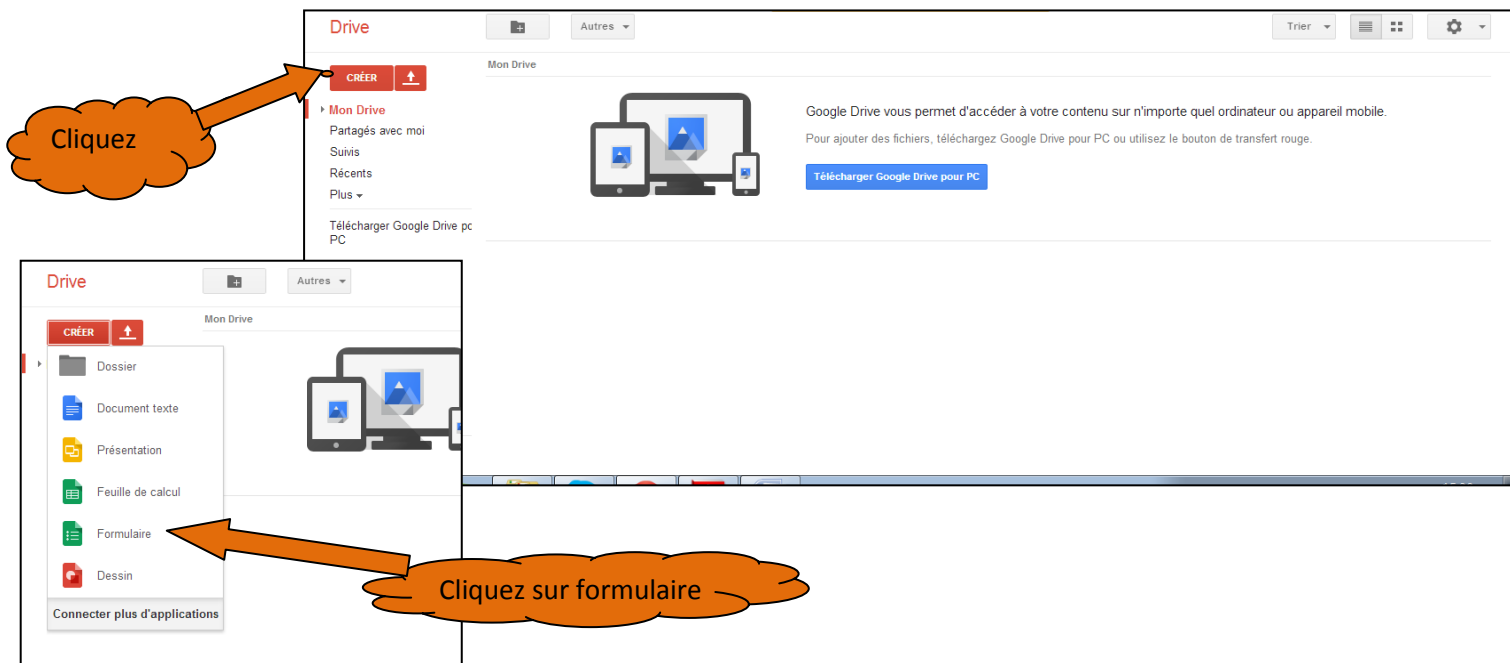 Drive
Autres
Trier
CRÉER
Mon Drive
Mon Drive
Partagés avec moi
Suivis
Récents
Plus
Télécharger Google Drive pc
PC
Google Drive vous permet d'accéder à votre contenu sur n'importe quel ordinateur ou appareil mobile.
Pour ajouter des fichiers, téléchargez Google Drive pour PC ou utilisez le bouton de transfert rouge.
Télécharger Google Drive pour PC
Cliquez
Drive
Autres
CRÉER
Mon Drive
Dossier
Document texte
Présentation
Feuille de calcul
Formulaire
Dessin
Connecter plus d'applications
Cliquez sur formulaire